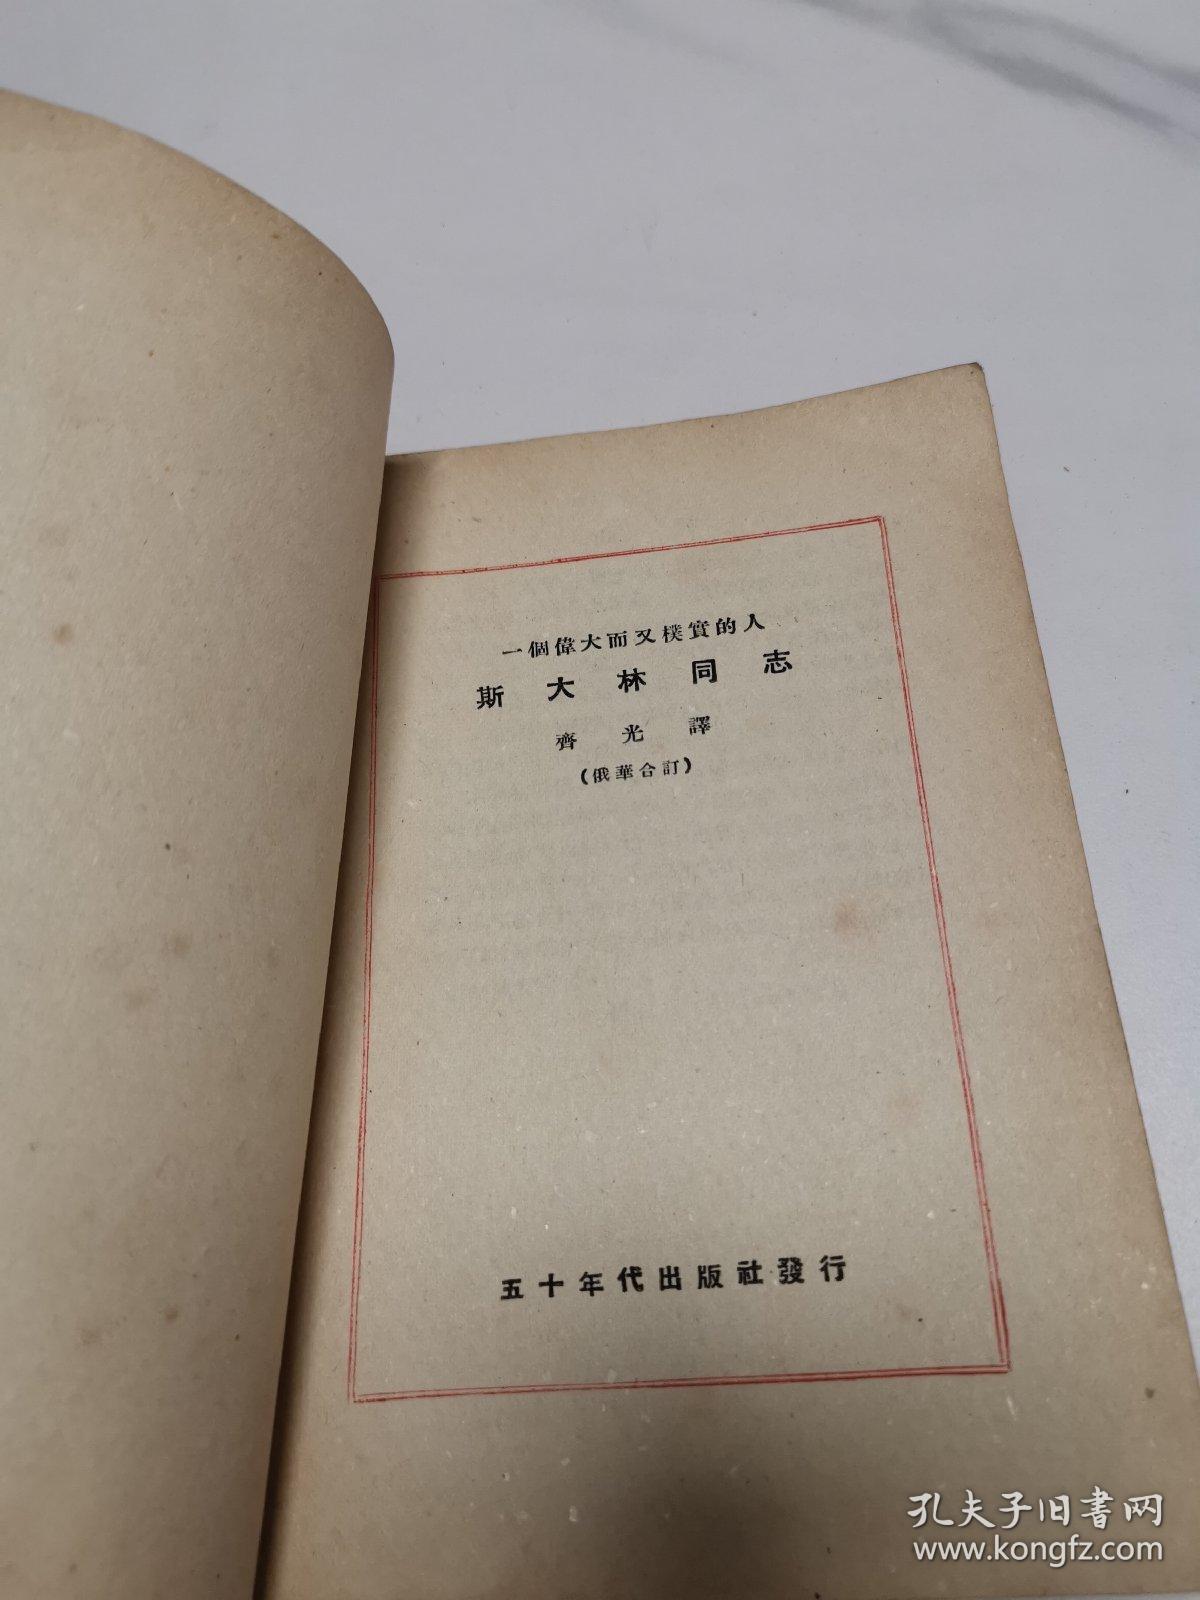 一個偉大而又樸實的人
斯大林同志
齊光譯
(俄華合訂)
五十年代出版社發行
孔夫子旧书网
www.kongfz.com